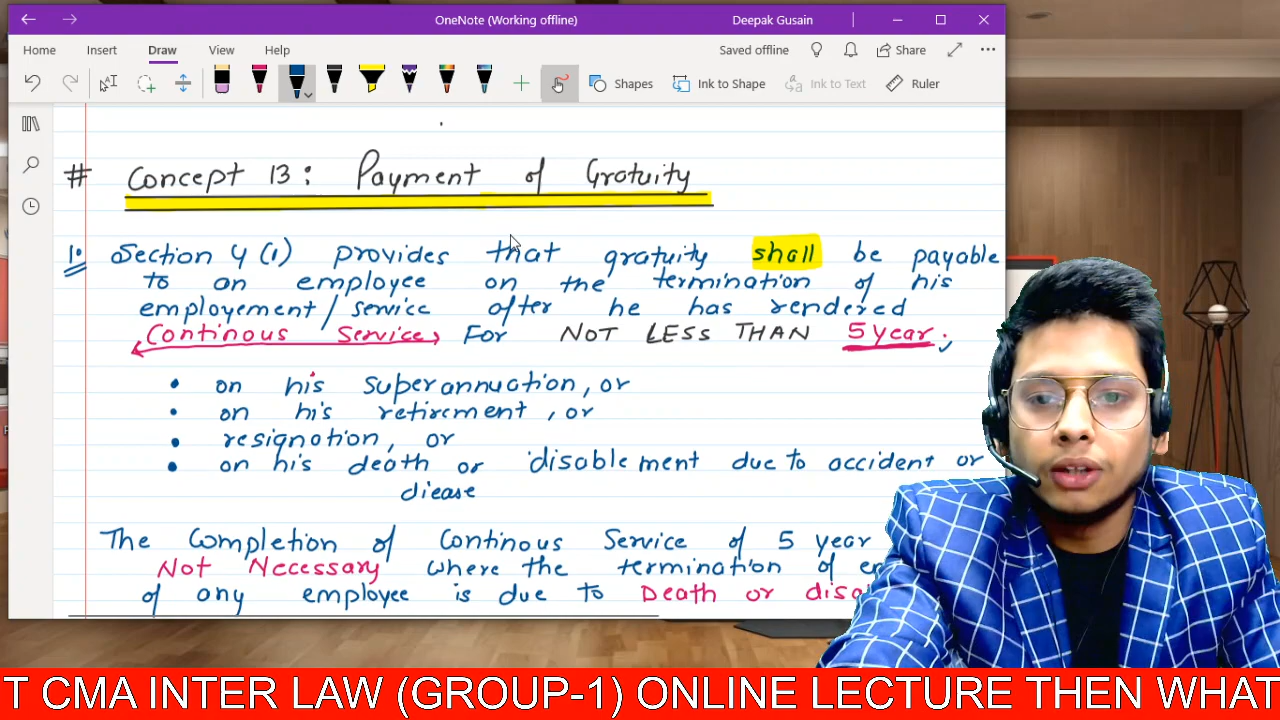 OneNote (Working offline)
Deepak Gusain
Home Insert Draw View Help
Saved offline
Share
Shapes
Ink to Shape
Ink to Text
Ruler
# Concept 13: Payment of Gratuity
1. Section 4 (1) provides that gratuity shall be payable
to an employee on the termination of his
employement/service after he has rendered
Continous Service For NOT LESS THAN 5 year.
• on his superannuation, or
• on his retirement, or
• resignation, or
• on his death or disablement due to accident or
diease
The Completion of Continous Service of 5 year
Not Necessary where the termination of
of any employee is due to Death or
T CMA INTER LAW (GROUP-1) ONLINE LECTURE THEN WHAT